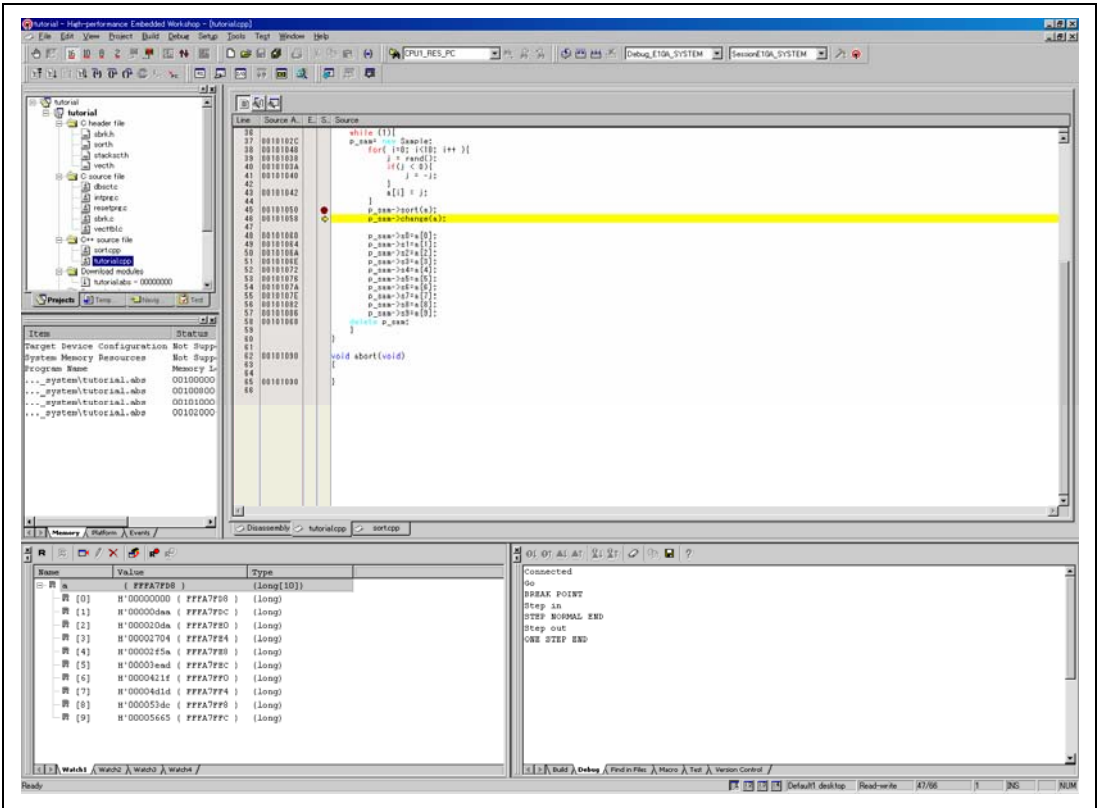 tutorial - High-performance Embedded Workshop - [tutorial.cpp]
File Edit View Project Build Debug Setup Tools Test Window Help
CPU1_RES_PC Debug_E10A_SYSTEM SessionE10A_SYSTEM
tutorial
tutorial
C header file
sbrk.h
sort.h
stacksct.h
vect.h
C source file
dbsct.c
intprg.c
resetprg.c
sbrk.c
vecttbl.c
C++ source file
sort.cpp
tutorial.cpp
Download modules
tutorial.abs - 00000000
Projects Temp... Navig... Test
Line Source A.. E.. S.. Source
36 while (1){
37 0010102C p_sam= new Sample;
38 00101048 for( i=0; i<10; i++ ){
39 00101038 j = rand();
40 0010103A if(j < 0){
41 00101040 j = -j;
42 }
43 00101042 a[i] = j;
44 }
45 00101050 p_sam->sort(a);
46 00101058 p_sam->change(a);
47
48 00101060 p_sam->s0=a[0];
49 00101064 p_sam->s1=a[1];
50 0010106A p_sam->s2=a[2];
51 0010106E p_sam->s3=a[3];
52 00101072 p_sam->s4=a[4];
53 00101076 p_sam->s5=a[5];
54 0010107A p_sam->s6=a[6];
55 0010107E p_sam->s7=a[7];
56 00101082 p_sam->s8=a[8];
57 00101086 p_sam->s9=a[9];
58 delete p_sam;
59 }
60 }
61
62 00101090 void abort(void)
63 {
64
65 00101090 }
66
Disassembly tutorial.cpp sort.cpp
Item Status
Target Device Configuration Not Supp
System Memory Resources Not Supp
Program Name Memory L
..._system\tutorial.abs 00100000
..._system\tutorial.abs 00100800
..._system\tutorial.abs 00101000
..._system\tutorial.abs 00102000
Memory Platform Events
Name Value Type
a { FFFA7FD8 } (long[10])
[0] H'00000000 { FFFA7FD8 } (long)
[1] H'00000daa { FFFA7FDC } (long)
[2] H'000020da { FFFA7FE0 } (long)
[3] H'00002704 { FFFA7FE4 } (long)
[4] H'00002f5a { FFFA7FE8 } (long)
[5] H'00003ead { FFFA7FEC } (long)
[6] H'0000421f { FFFA7FF0 } (long)
[7] H'00004d1d { FFFA7FF4 } (long)
[8] H'000053dc { FFFA7FF8 } (long)
[9] H'00005665 { FFFA7FFC } (long)
Watch1 Watch2 Watch3 Watch4
Connected
Go
BREAK POINT
Step in
STEP NORMAL END
Step out
ONE STEP END
Build Debug Find in Files Macro Test Version Control
Ready Default1 desktop Read-write 47/66 1 INS NUM